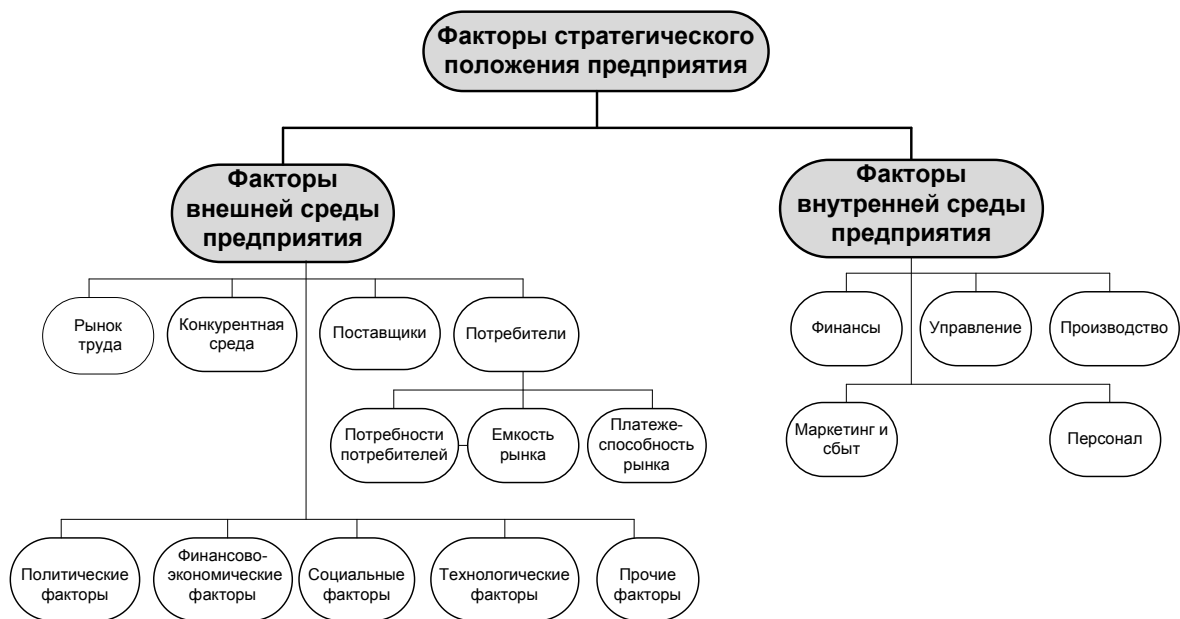 Факторы стратегического
положения предприятия
Факторы
внешней среды
предприятия
Факторы
внутренней среды
предприятия
Рынок
труда
Конкурентная
среда
Поставщики
Потребители
Финансы
Управление
Производство
Потребности
потребителей
Емкость
рынка
Платеже-
способность
рынка
Маркетинг и
сбыт
Персонал
Политические
факторы
Финансово-
экономические
факторы
Социальные
факторы
Технологические
факторы
Прочие
факторы